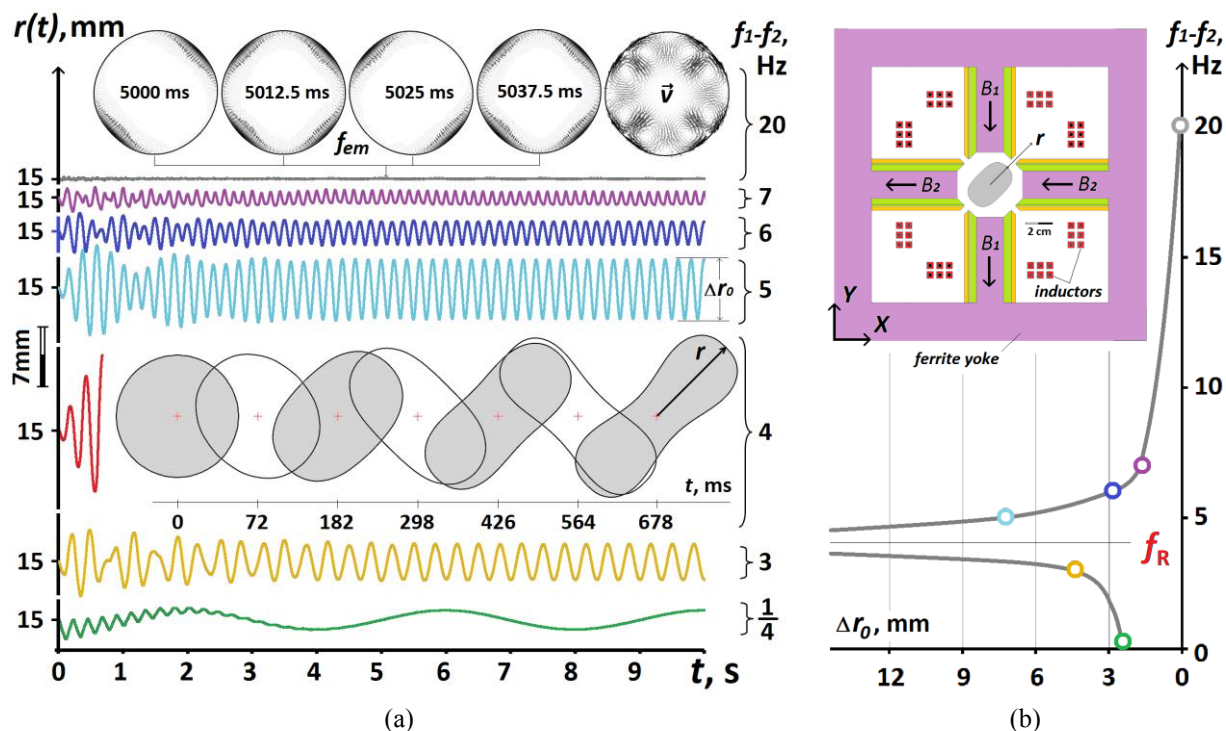 r(t), mm
f1-f2, Hz
5000 ms
5012.5 ms
5025 ms
5037.5 ms
v⃗
fem
20
15
15
7
15
6
15
Δr0
5
7mm
15
r
4
t, ms
0 72 182 298 426 564 678
15
3
15
1/4
0 1 2 3 4 5 6 7 8 9
t, s
(a)
f1-f2, Hz
B1
r
B2
B2
B1
2 cm
inductors
Y
X
ferrite yoke
20
15
10
5
fR
Δr0, mm
0
12 9 6 3 0
(b)